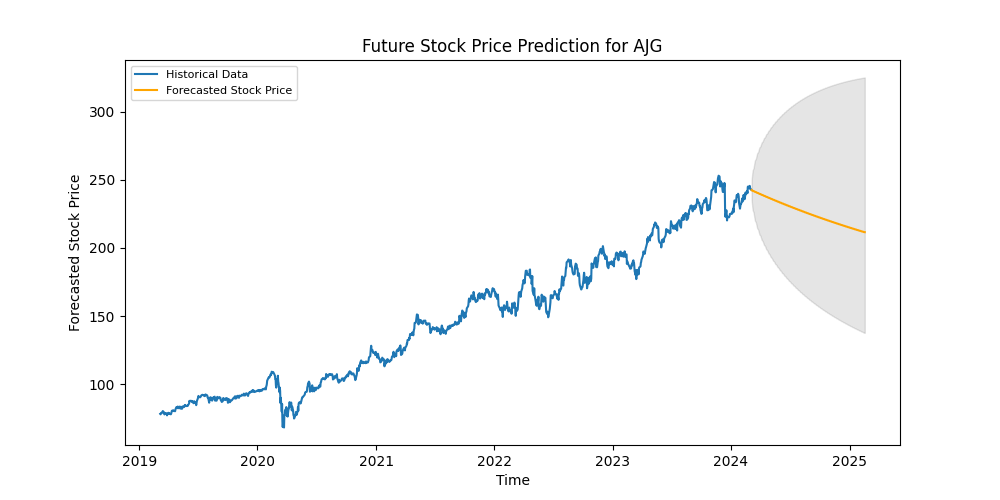 Future Stock Price Prediction for AJG
Historical Data
Forecasted Stock Price
Forecasted Stock Price
300
250
200
150
100
2019 2020 2021 2022 2023 2024 2025
Time